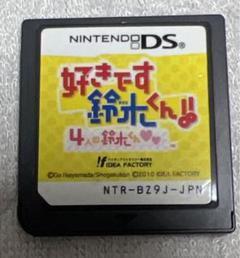 NINTENDO DS
好きです
鈴木くん!!
4人の鈴木くん♥♥
IDEA FACTORY
©Go Ikeyamada/Shogakukan ©2010 IDEA FACTORY
NTR-BZ9J-JPN